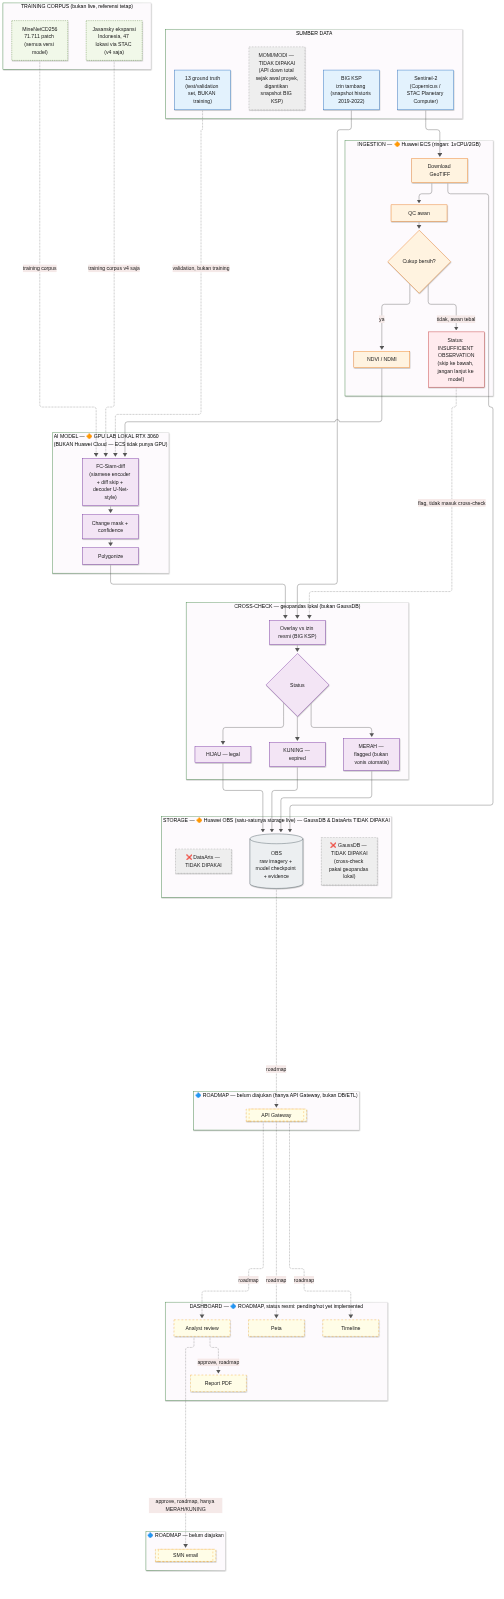 TRAINING CORPUS (bukan live, referensi tetap)
MineNetCD256
71.711 patch
(semua versi
model)
Jasansky ekspansi
Indonesia, 47
lokasi via STAC
(v4 saja)
SUMBER DATA
13 ground truth
(test/validation
set, BUKAN
training)
MOMI/MODI —
TIDAK DIPAKAI
(API down total
sejak awal proyek,
digantikan
snapshot BIG
KSP)
BIG KSP
izin tambang
(snapshot historis
2019-2022)
Sentinel-2
(Copernicus /
STAC Planetary
Computer)
INGESTION — 🔶 Huawei ECS (ringan: 1vCPU/2GB)
Download
GeoTIFF
QC awan
Cukup bersih?
training corpus
training corpus v4 saja
validation, bukan training
ya
tidak, awan tebal
NDVI / NDMI
Status:
INSUFFICIENT
OBSERVATION
(skip ke bawah,
jangan lanjut ke
model)
AI MODEL — 🔶 GPU LAB LOKAL RTX 3060
(BUKAN Huawei Cloud — ECS tidak punya GPU)
FC-Siam-diff
(siamese encoder
+ diff skip +
decoder U-Net-
style)
Change mask +
confidence
Polygonize
flag, tidak masuk cross-check
CROSS-CHECK — geopandas lokal (bukan GaussDB)
Overlay vs izin
resmi (BIG KSP)
Status
HIJAU — legal
KUNING —
expired
MERAH —
flagged (bukan
vonis otomatis)
STORAGE — 🔶 Huawei OBS (satu-satunya storage live) — GaussDB & DataArts TIDAK DIPAKAI
❌ DataArts —
TIDAK DIPAKAI
OBS
raw imagery +
model checkpoint
+ evidence
❌ GaussDB —
TIDAK DIPAKAI
(cross-check
pakai geopandas
lokal)
roadmap
🔷 ROADMAP — belum diajukan (hanya API Gateway, bukan DB/ETL)
API Gateway
roadmap
roadmap
roadmap
DASHBOARD — 🔷 ROADMAP, status resmi: pending/not yet implemented
Analyst review
Peta
Timeline
approve, roadmap
Report PDF
approve, roadmap, hanya
MERAH/KUNING
🔷 ROADMAP — belum diajukan
SMN email